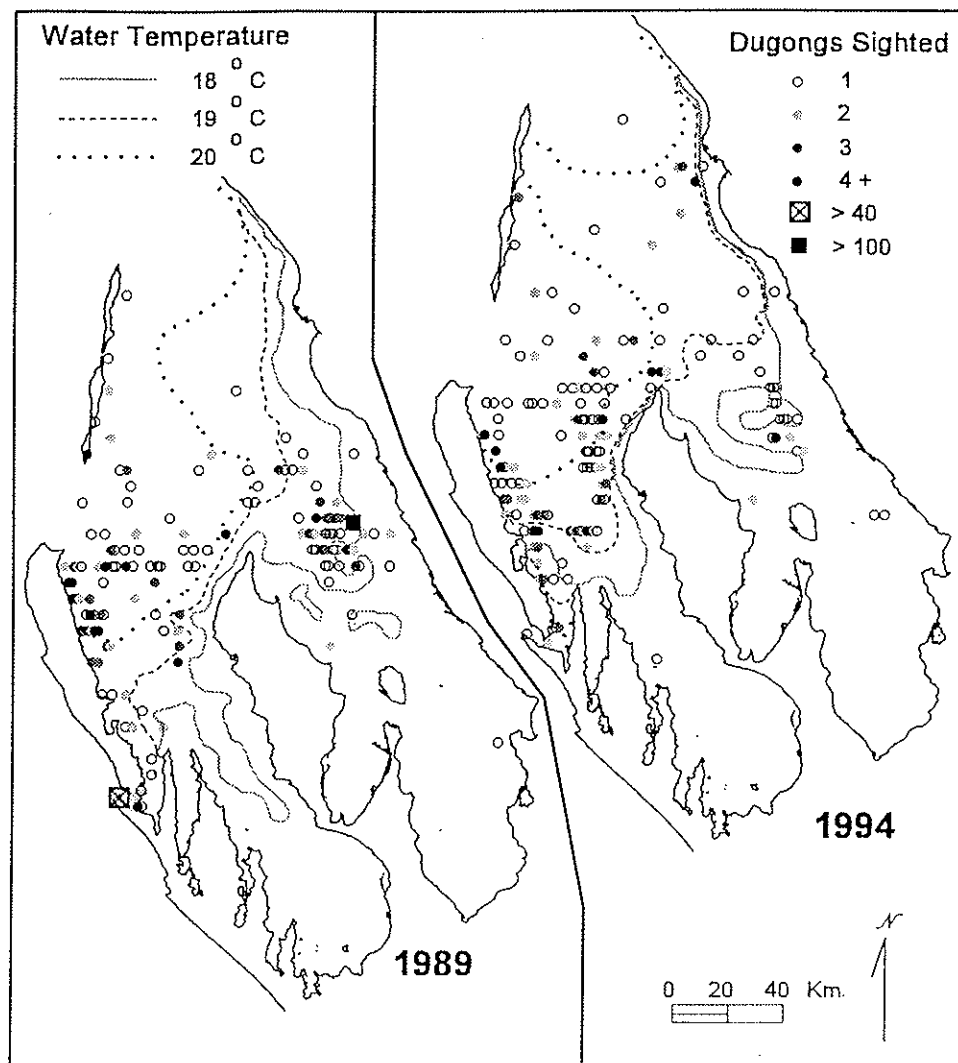 Water Temperature
18 °C
19 °C
20 °C
Dugongs Sighted
1
2
3
4 +
> 40
> 100
1994
1989
N
0 20 40 Km.